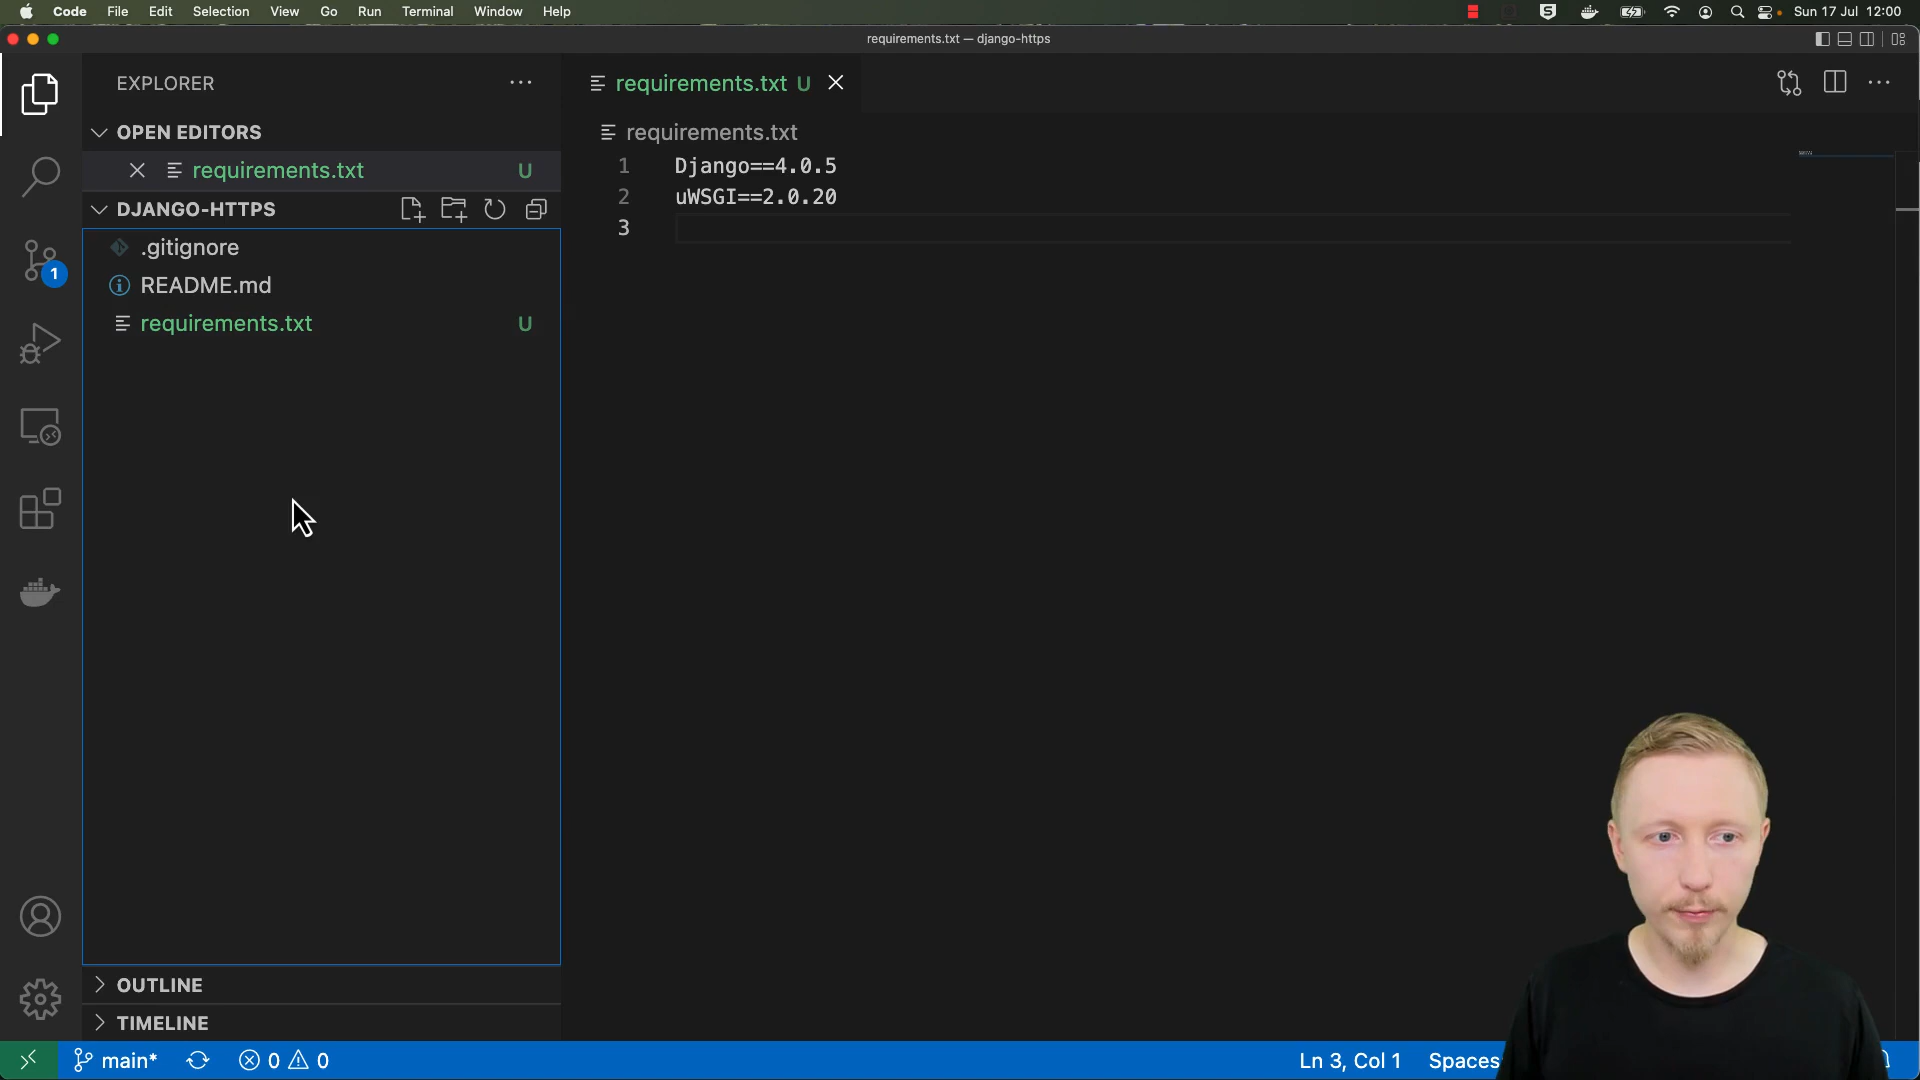 Code File Edit Selection View Go Run Terminal Window Help Sun 17 Jul 12:00
requirements.txt — django-https
EXPLORER
requirements.txt U
OPEN EDITORS
requirements.txt
requirements.txt U
1 Django==4.0.5
2 uWSGI==2.0.20
3
DJANGO-HTTPS
.gitignore
README.md
requirements.txt U
1
OUTLINE
TIMELINE
main* 0 0 Ln 3, Col 1 Spaces